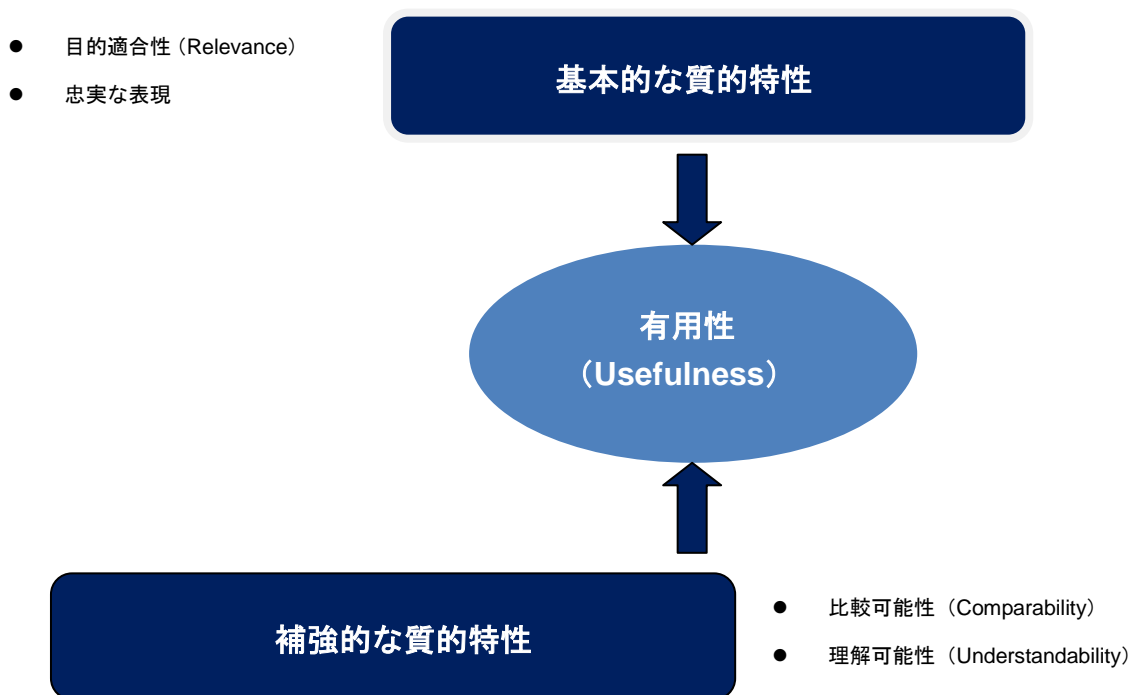 ● 目的適合性（Relevance）
● 忠実な表現
基本的な質的特性
有用性
（Usefulness）
補強的な質的特性
● 比較可能性（Comparability）
● 理解可能性（Understandability）